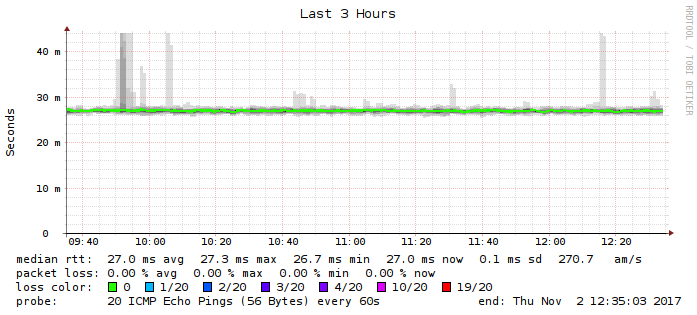 Last 3 Hours
RRDTOOL / TOBI OETIKER
Seconds
40 m
30 m
20 m
10 m
0
09:40 10:00 10:20 10:40 11:00 11:20 11:40 12:00 12:20
median rtt: 27.0 ms avg 27.3 ms max 26.7 ms min 27.0 ms now 0.1 ms sd 270.7 am/s
packet loss: 0.00 % avg 0.00 % max 0.00 % min 0.00 % now
loss color: 0 1/20 2/20 3/20 4/20 10/20 19/20
probe: 20 ICMP Echo Pings (56 Bytes) every 60s end: Thu Nov 2 12:35:03 2017